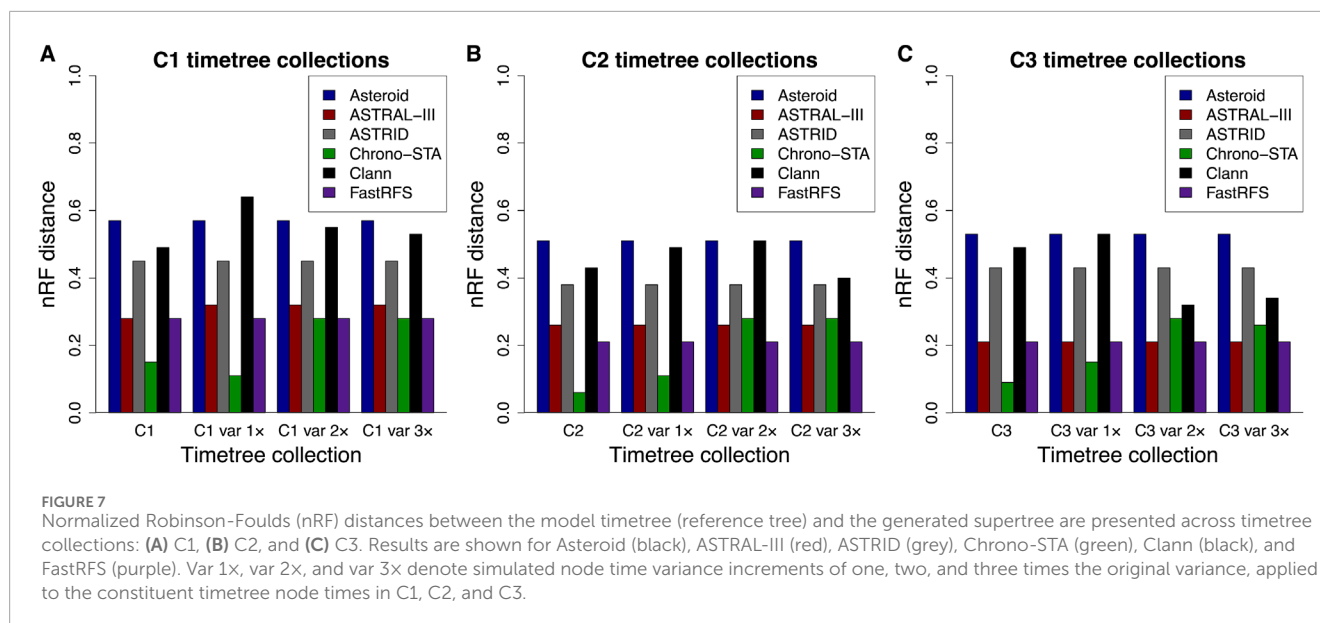 A
C1 timetree collections
1.0
0.8
0.6
0.4
0.2
0.0
nRF distance
Asteroid
ASTRAL-III
ASTRID
Chrono-STA
Clann
FastRFS
C1 C1 var 1× C1 var 2× C1 var 3×
Timetree collection
B
C2 timetree collections
1.0
0.8
0.6
0.4
0.2
0.0
nRF distance
Asteroid
ASTRAL-III
ASTRID
Chrono-STA
Clann
FastRFS
C2 C2 var 1× C2 var 2× C2 var 3×
Timetree collection
C
C3 timetree collections
1.0
0.8
0.6
0.4
0.2
0.0
nRF distance
Asteroid
ASTRAL-III
ASTRID
Chrono-STA
Clann
FastRFS
C3 C3 var 1× C3 var 2× C3 var 3×
Timetree collection
FIGURE 7
Normalized Robinson-Foulds (nRF) distances between the model timetree (reference tree) and the generated supertree are presented across timetree
collections: (A) C1, (B) C2, and (C) C3. Results are shown for Asteroid (black), ASTRAL-III (red), ASTRID (grey), Chrono-STA (green), Clann (black), and
FastRFS (purple). Var 1×, var 2×, and var 3× denote simulated node time variance increments of one, two, and three times the original variance, applied
to the constituent timetree node times in C1, C2, and C3.